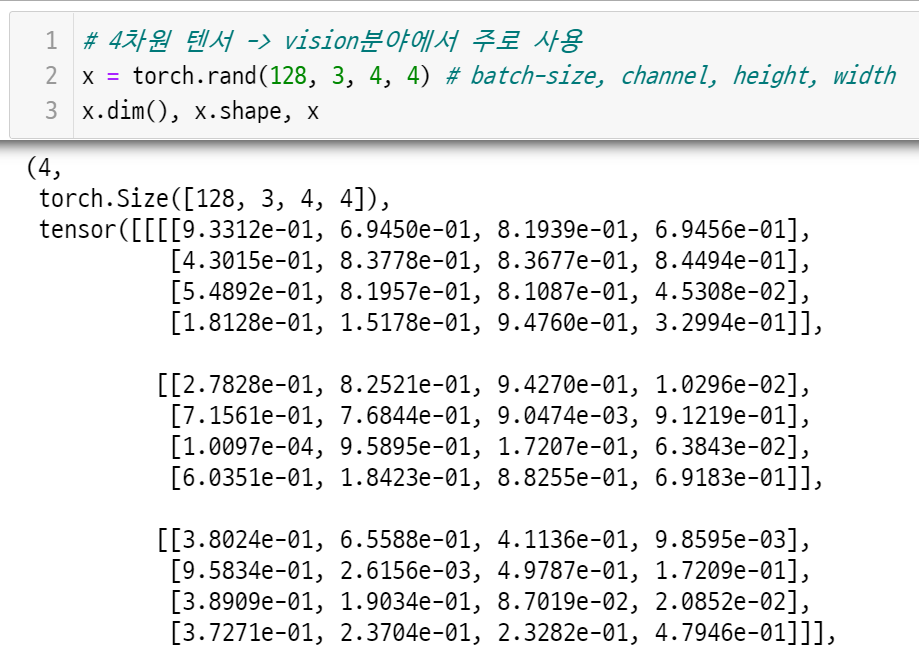 1 # 4차원 텐서 -> vision분야에서 주로 사용
2 x = torch.rand(128, 3, 4, 4) # batch-size, channel, height, width
3 x.dim(), x.shape, x
(4,
torch.Size([128, 3, 4, 4]),
tensor([[[[9.3312e-01, 6.9450e-01, 8.1939e-01, 6.9456e-01],
[4.3015e-01, 8.3778e-01, 8.3677e-01, 8.4494e-01],
[5.4892e-01, 8.1957e-01, 8.1087e-01, 4.5308e-02],
[1.8128e-01, 1.5178e-01, 9.4760e-01, 3.2994e-01]],
[[2.7828e-01, 8.2521e-01, 9.4270e-01, 1.0296e-02],
[7.1561e-01, 7.6844e-01, 9.0474e-03, 9.1219e-01],
[1.0097e-04, 9.5895e-01, 1.7207e-01, 6.3843e-02],
[6.0351e-01, 1.8423e-01, 8.8255e-01, 6.9183e-01]],
[[3.8024e-01, 6.5588e-01, 4.1136e-01, 9.8595e-03],
[9.5834e-01, 2.6156e-03, 4.9787e-01, 1.7209e-01],
[3.8909e-01, 1.9034e-01, 8.7019e-02, 2.0852e-02],
[3.7271e-01, 2.3704e-01, 2.3282e-01, 4.7946e-01]]],